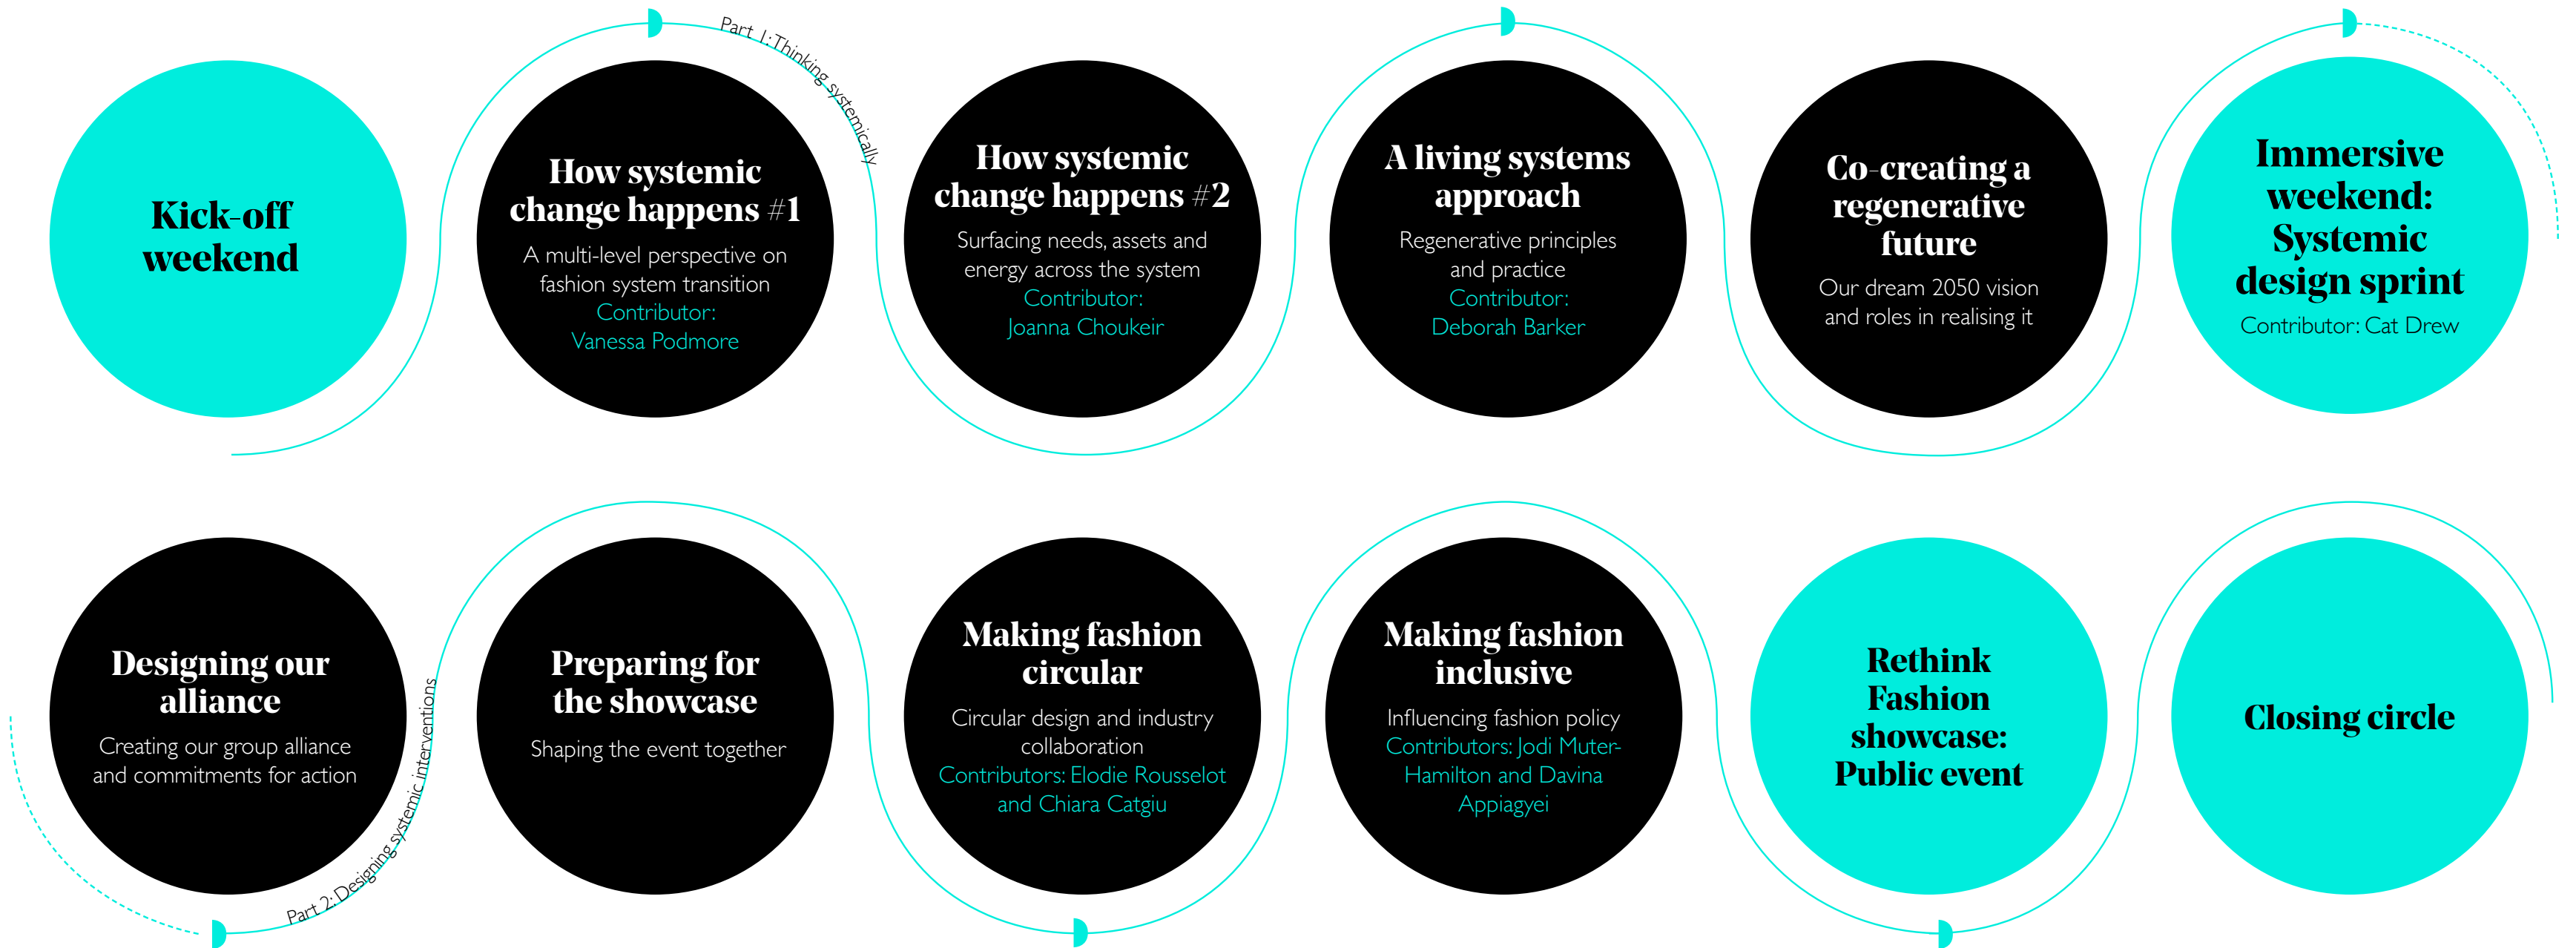 Kick-off
weekend
Part 1: Thinking systemically
How systemic
change happens #1
A multi-level perspective on
fashion system transition
Contributor:
Vanessa Podmore
How systemic
change happens #2
Surfacing needs, assets and
energy across the system
Contributor:
Joanna Choukeir
A living systems
approach
Regenerative principles
and practice
Contributor:
Deborah Barker
Co-creating a
regenerative
future
Our dream 2050 vision
and roles in realising it
Immersive
weekend:
Systemic
design sprint
Contributor: Cat Drew
Designing our
alliance
Creating our group alliance
and commitments for action
Part 2: Designing systemic interventions
Preparing for
the showcase
Shaping the event together
Making fashion
circular
Circular design and industry
collaboration
Contributors: Elodie Rousselot
and Chiara Catgiu
Making fashion
inclusive
Influencing fashion policy
Contributors: Jodi Muter-
Hamilton and Davina
Appiagyei
Rethink
Fashion
showcase:
Public event
Closing circle